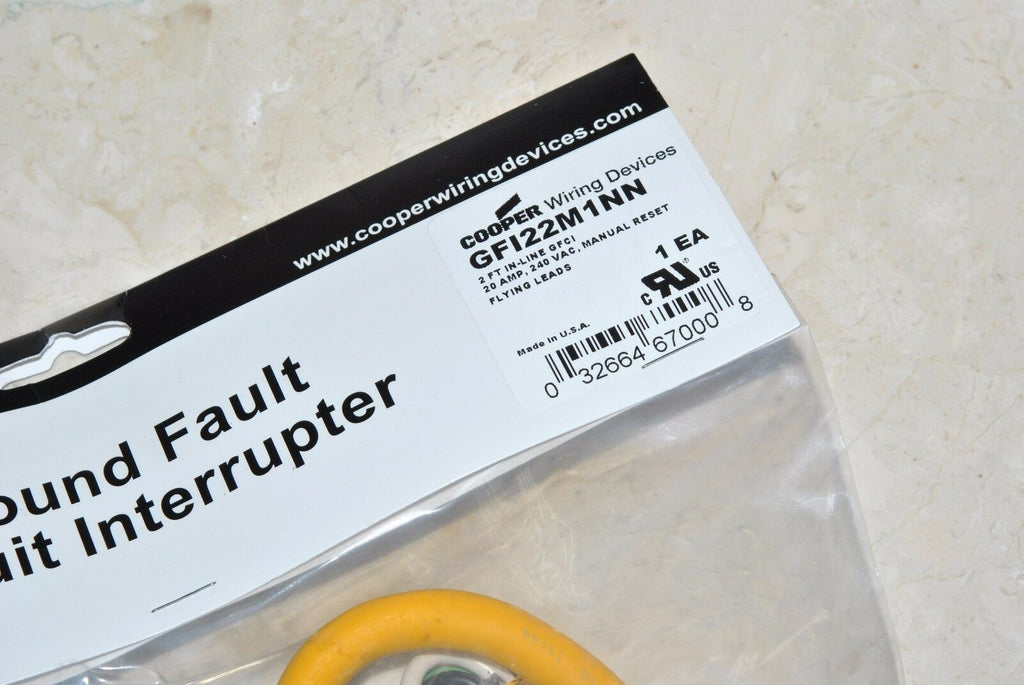 www.cooperwiringdevices.com
COOPER Wiring Devices
GFI22M1NN
2 FT IN-LINE GFCI
20 AMP, 240 VAC, MANUAL RESET
FLYING LEADS
1 EA
C RU® US
Made in U.S.A.
0 32664 67000 8
ound Fault
uit Interrupter